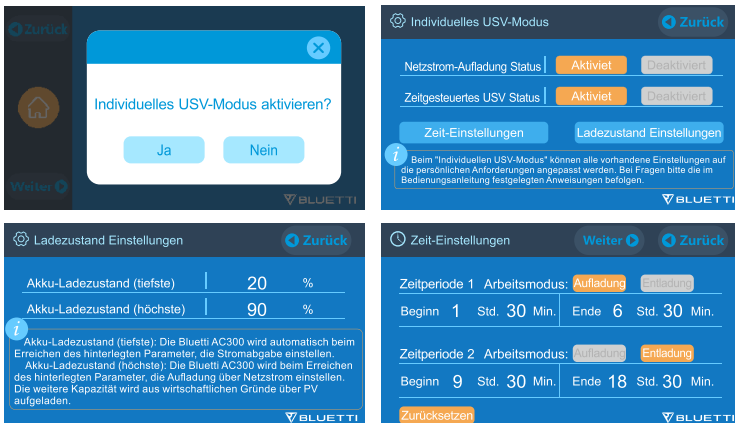 Zurück
Individuelles USV-Modus aktivieren?
Ja
Nein
Weiter
BLUETTI
Individuelles USV-Modus
Zurück
Netzstrom-Aufladung Status
Aktiviet
Deaktiviert
Zeitgesteuertes USV Status
Aktiviet
Deaktiviert
Zeit-Einstellungen
Ladezustand Einstellungen
Beim "Individuellen USV-Modus" können alle vorhandene Einstellungen auf
die persönlichen Anforderungen angepasst werden. Bei Fragen bitte die im
Bedienungsanleitung festgelegten Anweisungen befolgen.
BLUETTI
Ladezustand Einstellungen
Zurück
Akku-Ladezustand (tiefste) 20 %
Akku-Ladezustand (höchste) 90 %
Akku-Ladezustand (tiefste): Die Bluetti AC300 wird automatisch beim
Erreichen des hinterlegten Parameter, die Stromabgabe einstellen.
Akku-Ladezustand (höchste): Die Bluetti AC300 wird beim Erreichen
des hinterlegten Parameter, die Aufladung über Netzstrom einstellen.
Die weitere Kapazität wird aus wirtschaftlichen Gründe über PV
aufgeladen.
BLUETTI
Zeit-Einstellungen
Weiter
Zurück
Zeitperiode 1 Arbeitsmodus: Aufladung Entladung
Beginn 1 Std. 30 Min. Ende 6 Std. 30 Min.
Zeitperiode 2 Arbeitsmodus: Aufladung Entladung
Beginn 9 Std. 30 Min. Ende 18 Std. 30 Min.
Zurücksetzen
BLUETTI